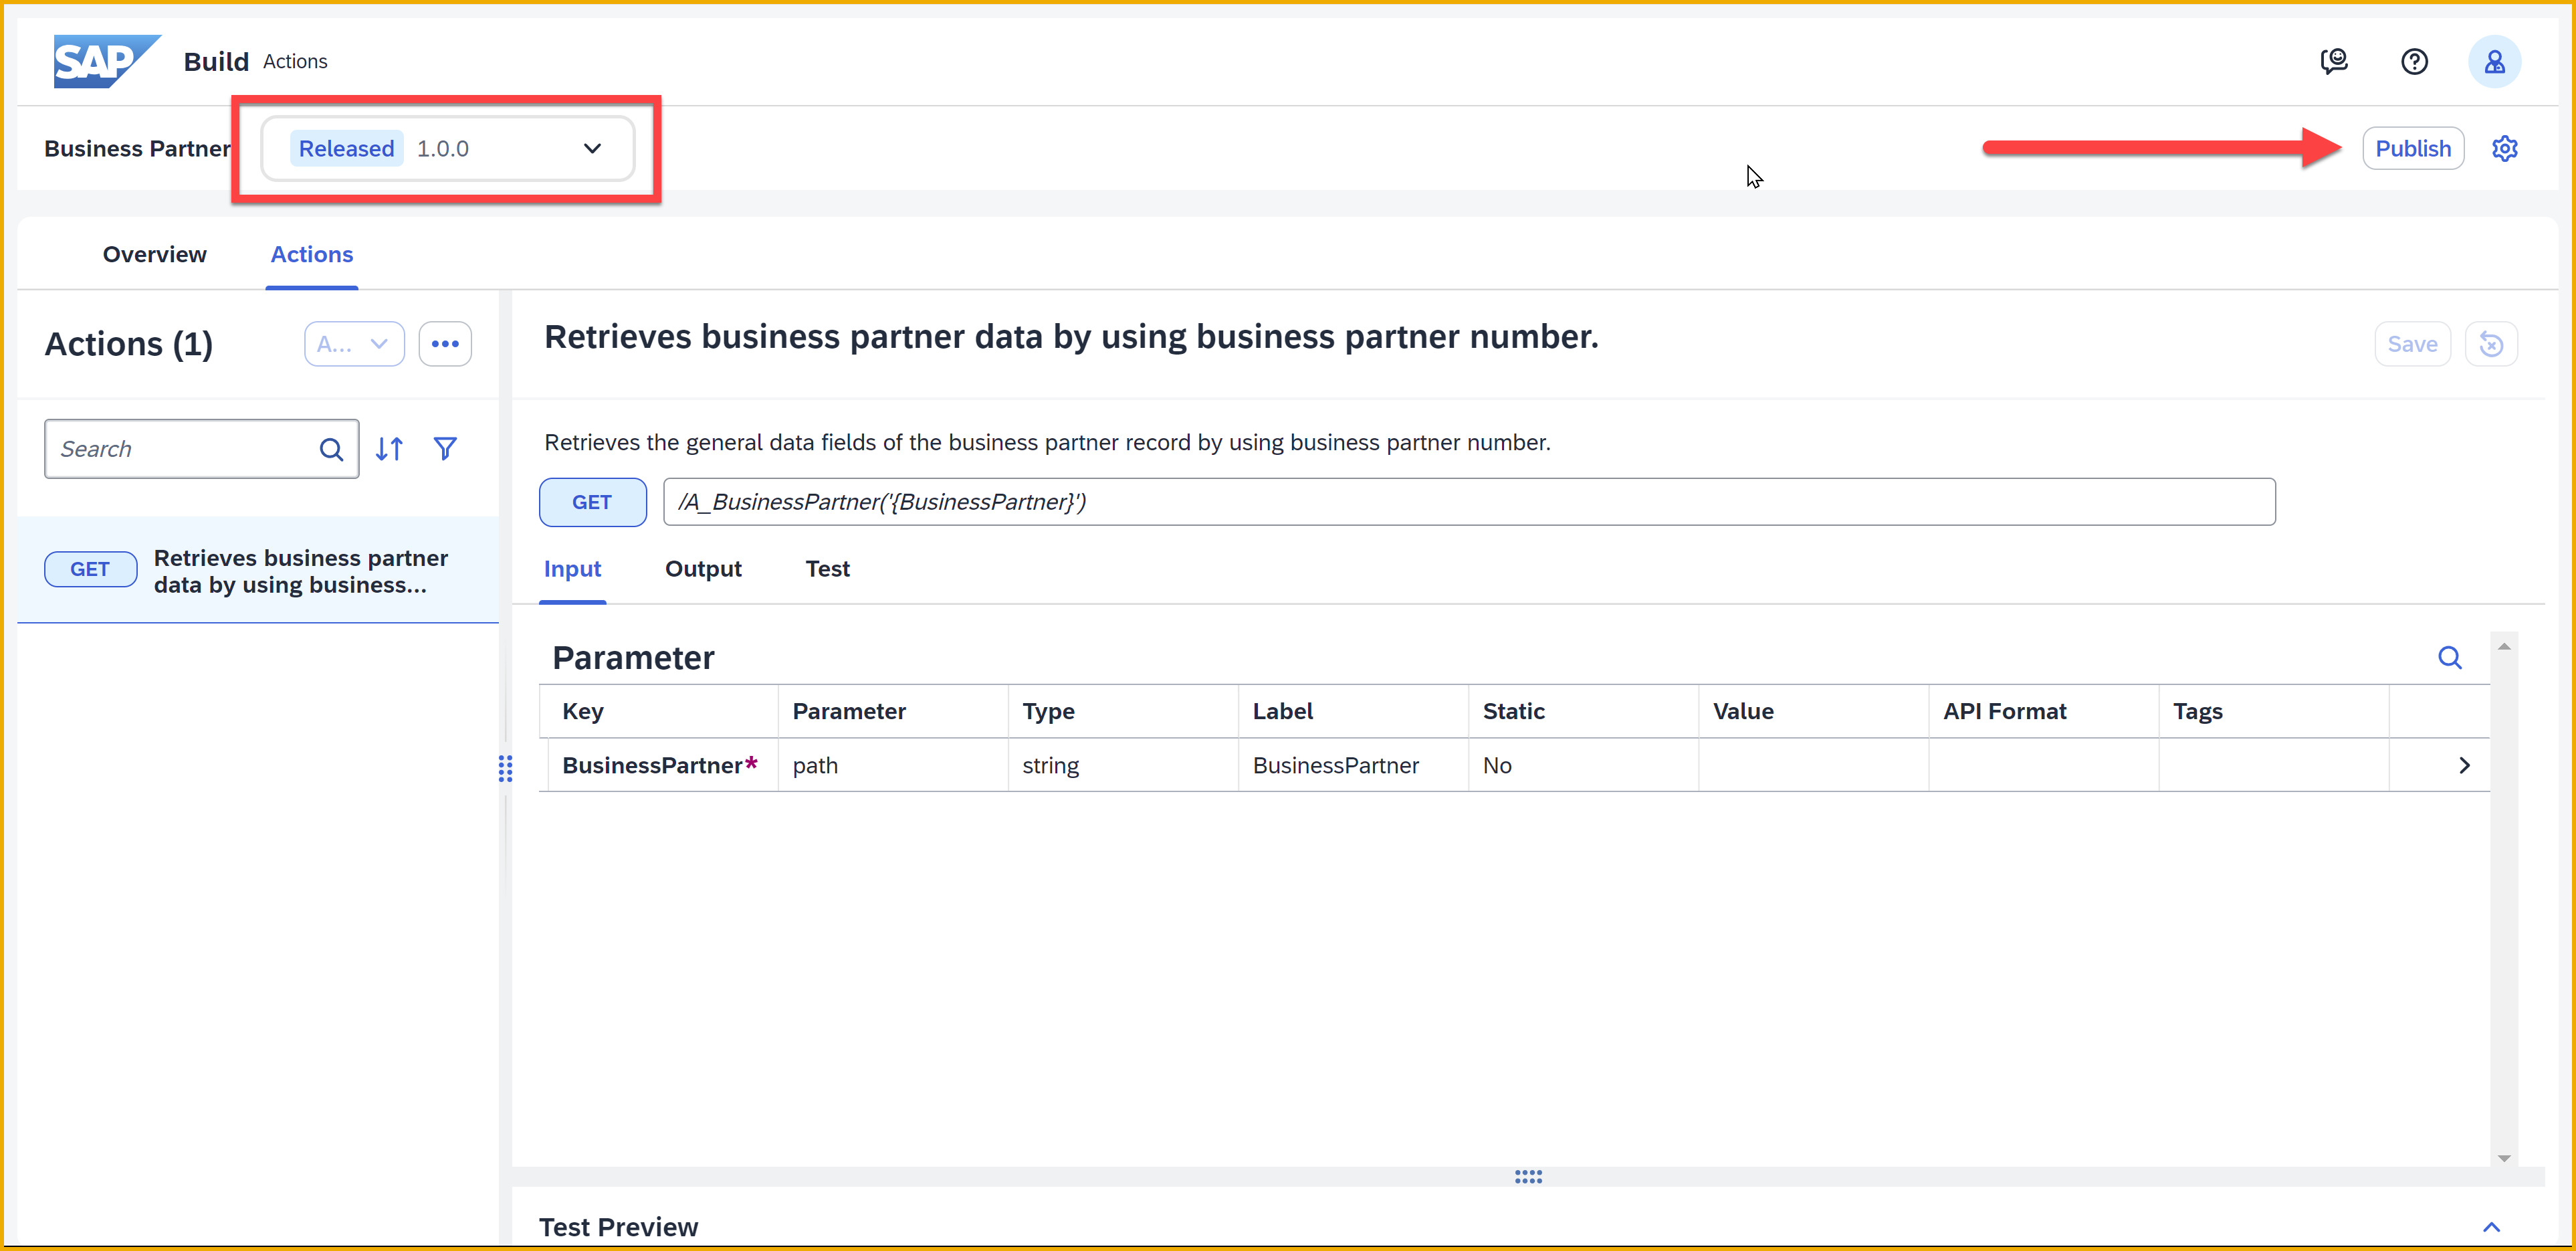 SAP Build Actions
Business Partner Released 1.0.0 Publish
Overview Actions
Actions (1) A...
Retrieves business partner data by using business partner number. Save
Search
Retrieves the general data fields of the business partner record by using business partner number.
GET /A_BusinessPartner('{BusinessPartner}')
GET Retrieves business partner
data by using business...
Input Output Test
Parameter
Key Parameter Type Label Static Value API Format Tags
BusinessPartner* path string BusinessPartner No
Test Preview